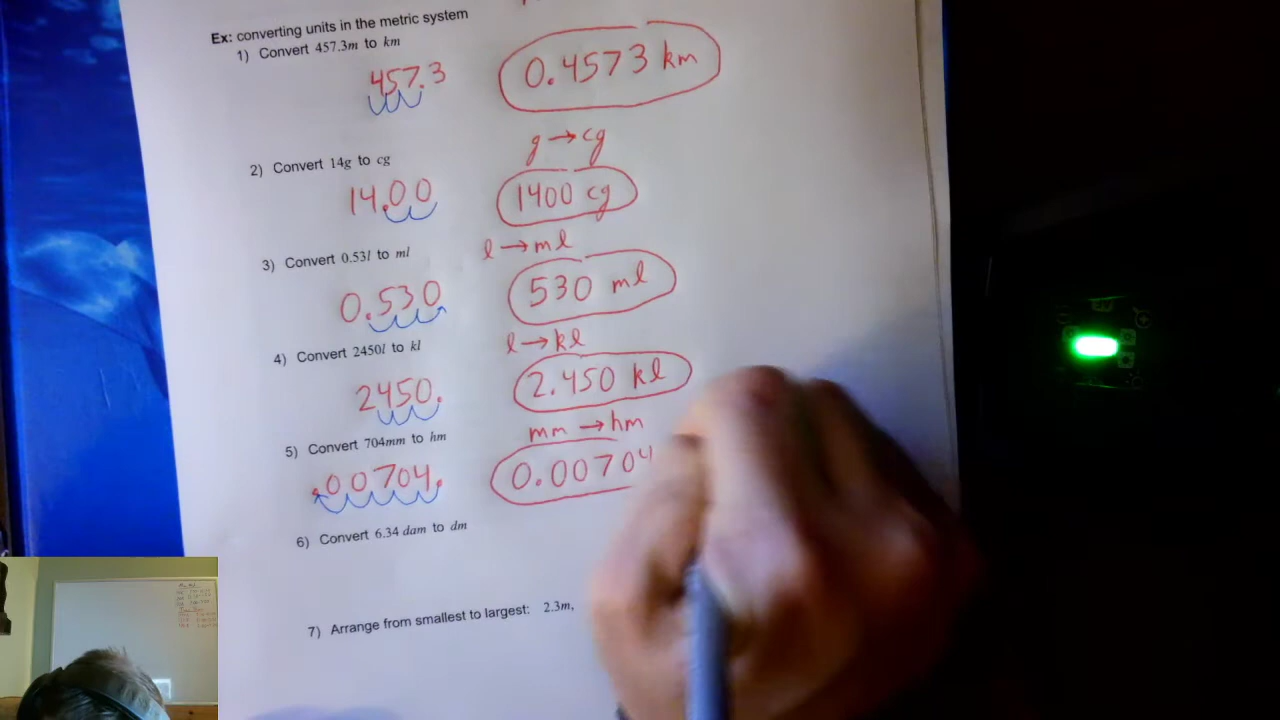 Ex: converting units in the metric system
1) Convert 457.3m to km
457.3 0.4573 km
g → cg
2) Convert 14g to cg
14.00 1400 cg
l → ml
3) Convert 0.53l to ml
0.530 530 ml
l → kl
4) Convert 2450l to kl
2450. 2.450 kl
mm → hm
5) Convert 704mm to hm
.00704. 0.00704
6) Convert 6.34 dam to dm
7) Arrange from smallest to largest: 2.3m,